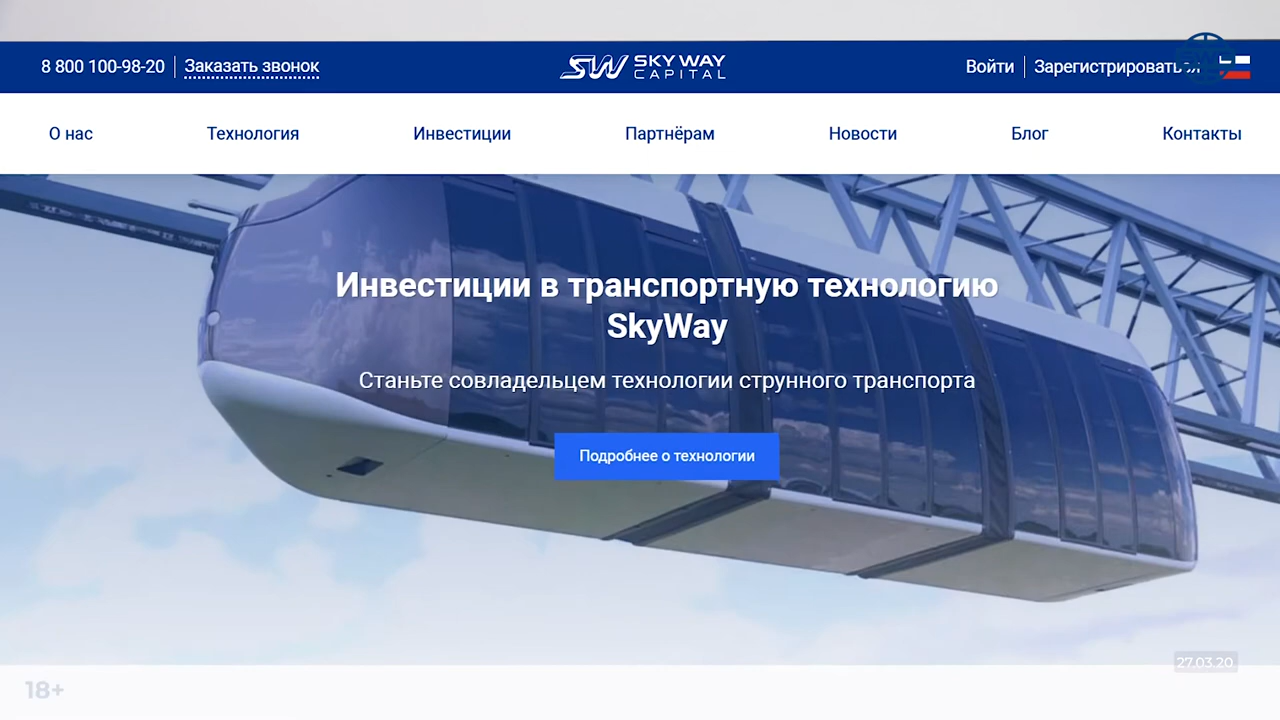 8 800 100-98-20
Заказать звонок
SKY WAY
CAPITAL
Войти
Зарегистрироваться
О нас
Технология
Инвестиции
Партнёрам
Новости
Блог
Контакты
Инвестиции в транспортную технологию
SkyWay
Станьте совладельцем технологии струнного транспорта
Подробнее о технологии
27.03.20
18+